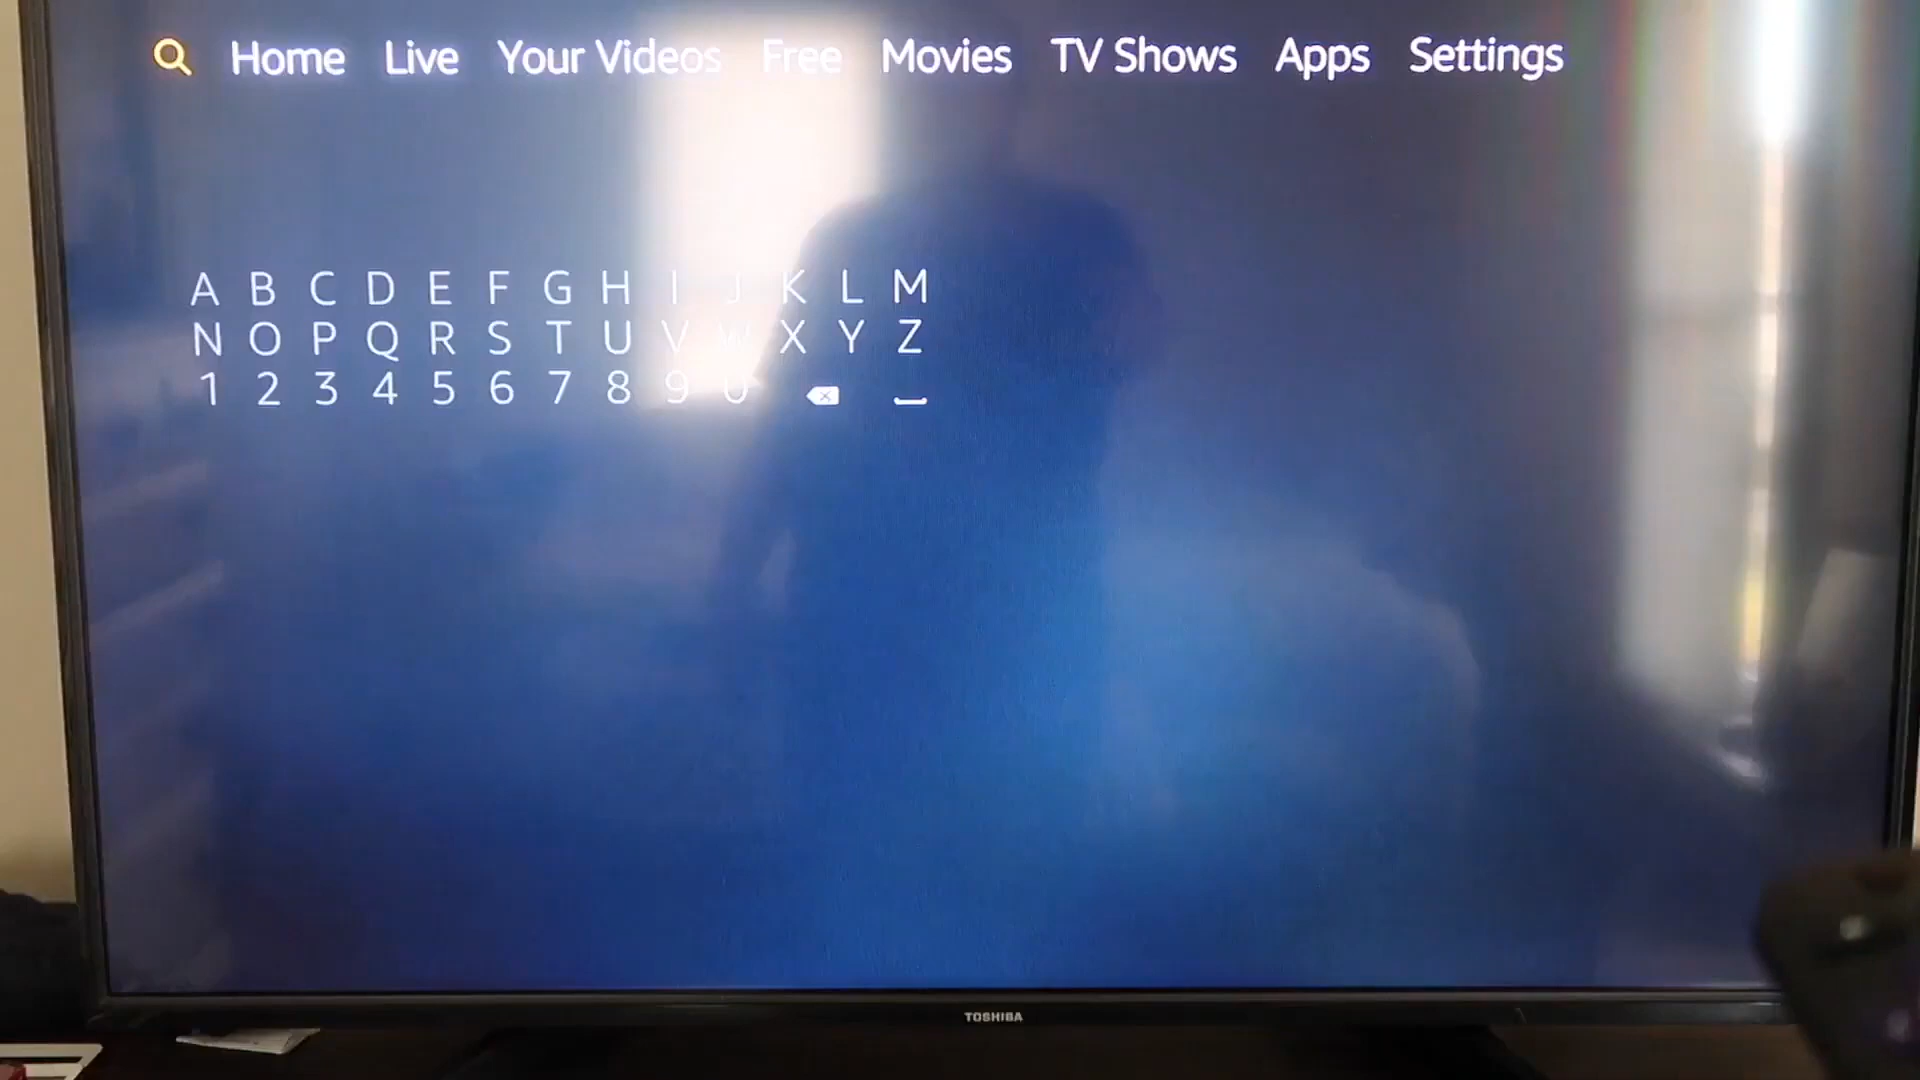 Home Live Your Videos Free Movies TV Shows Apps Settings
A B C D E F G H I J K L M
N O P Q R S T U V W X Y Z
1 2 3 4 5 6 7 8 9 0
TOSHIBA